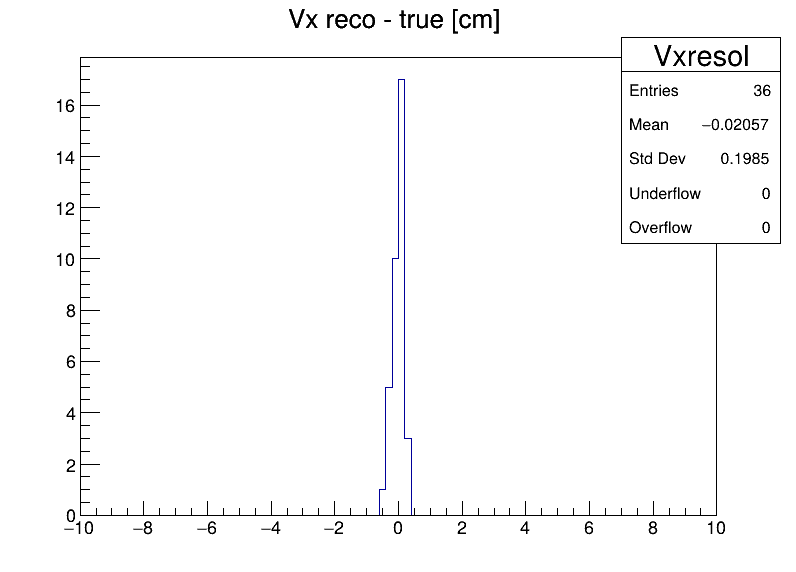 Vx reco - true [cm]
Vxresol
Entries 36
Mean −0.02057
Std Dev 0.1985
Underflow 0
Overflow 0
16
14
12
10
8
6
4
2
0
−10 −8 −6 −4 −2 0 2 4 6 8 10